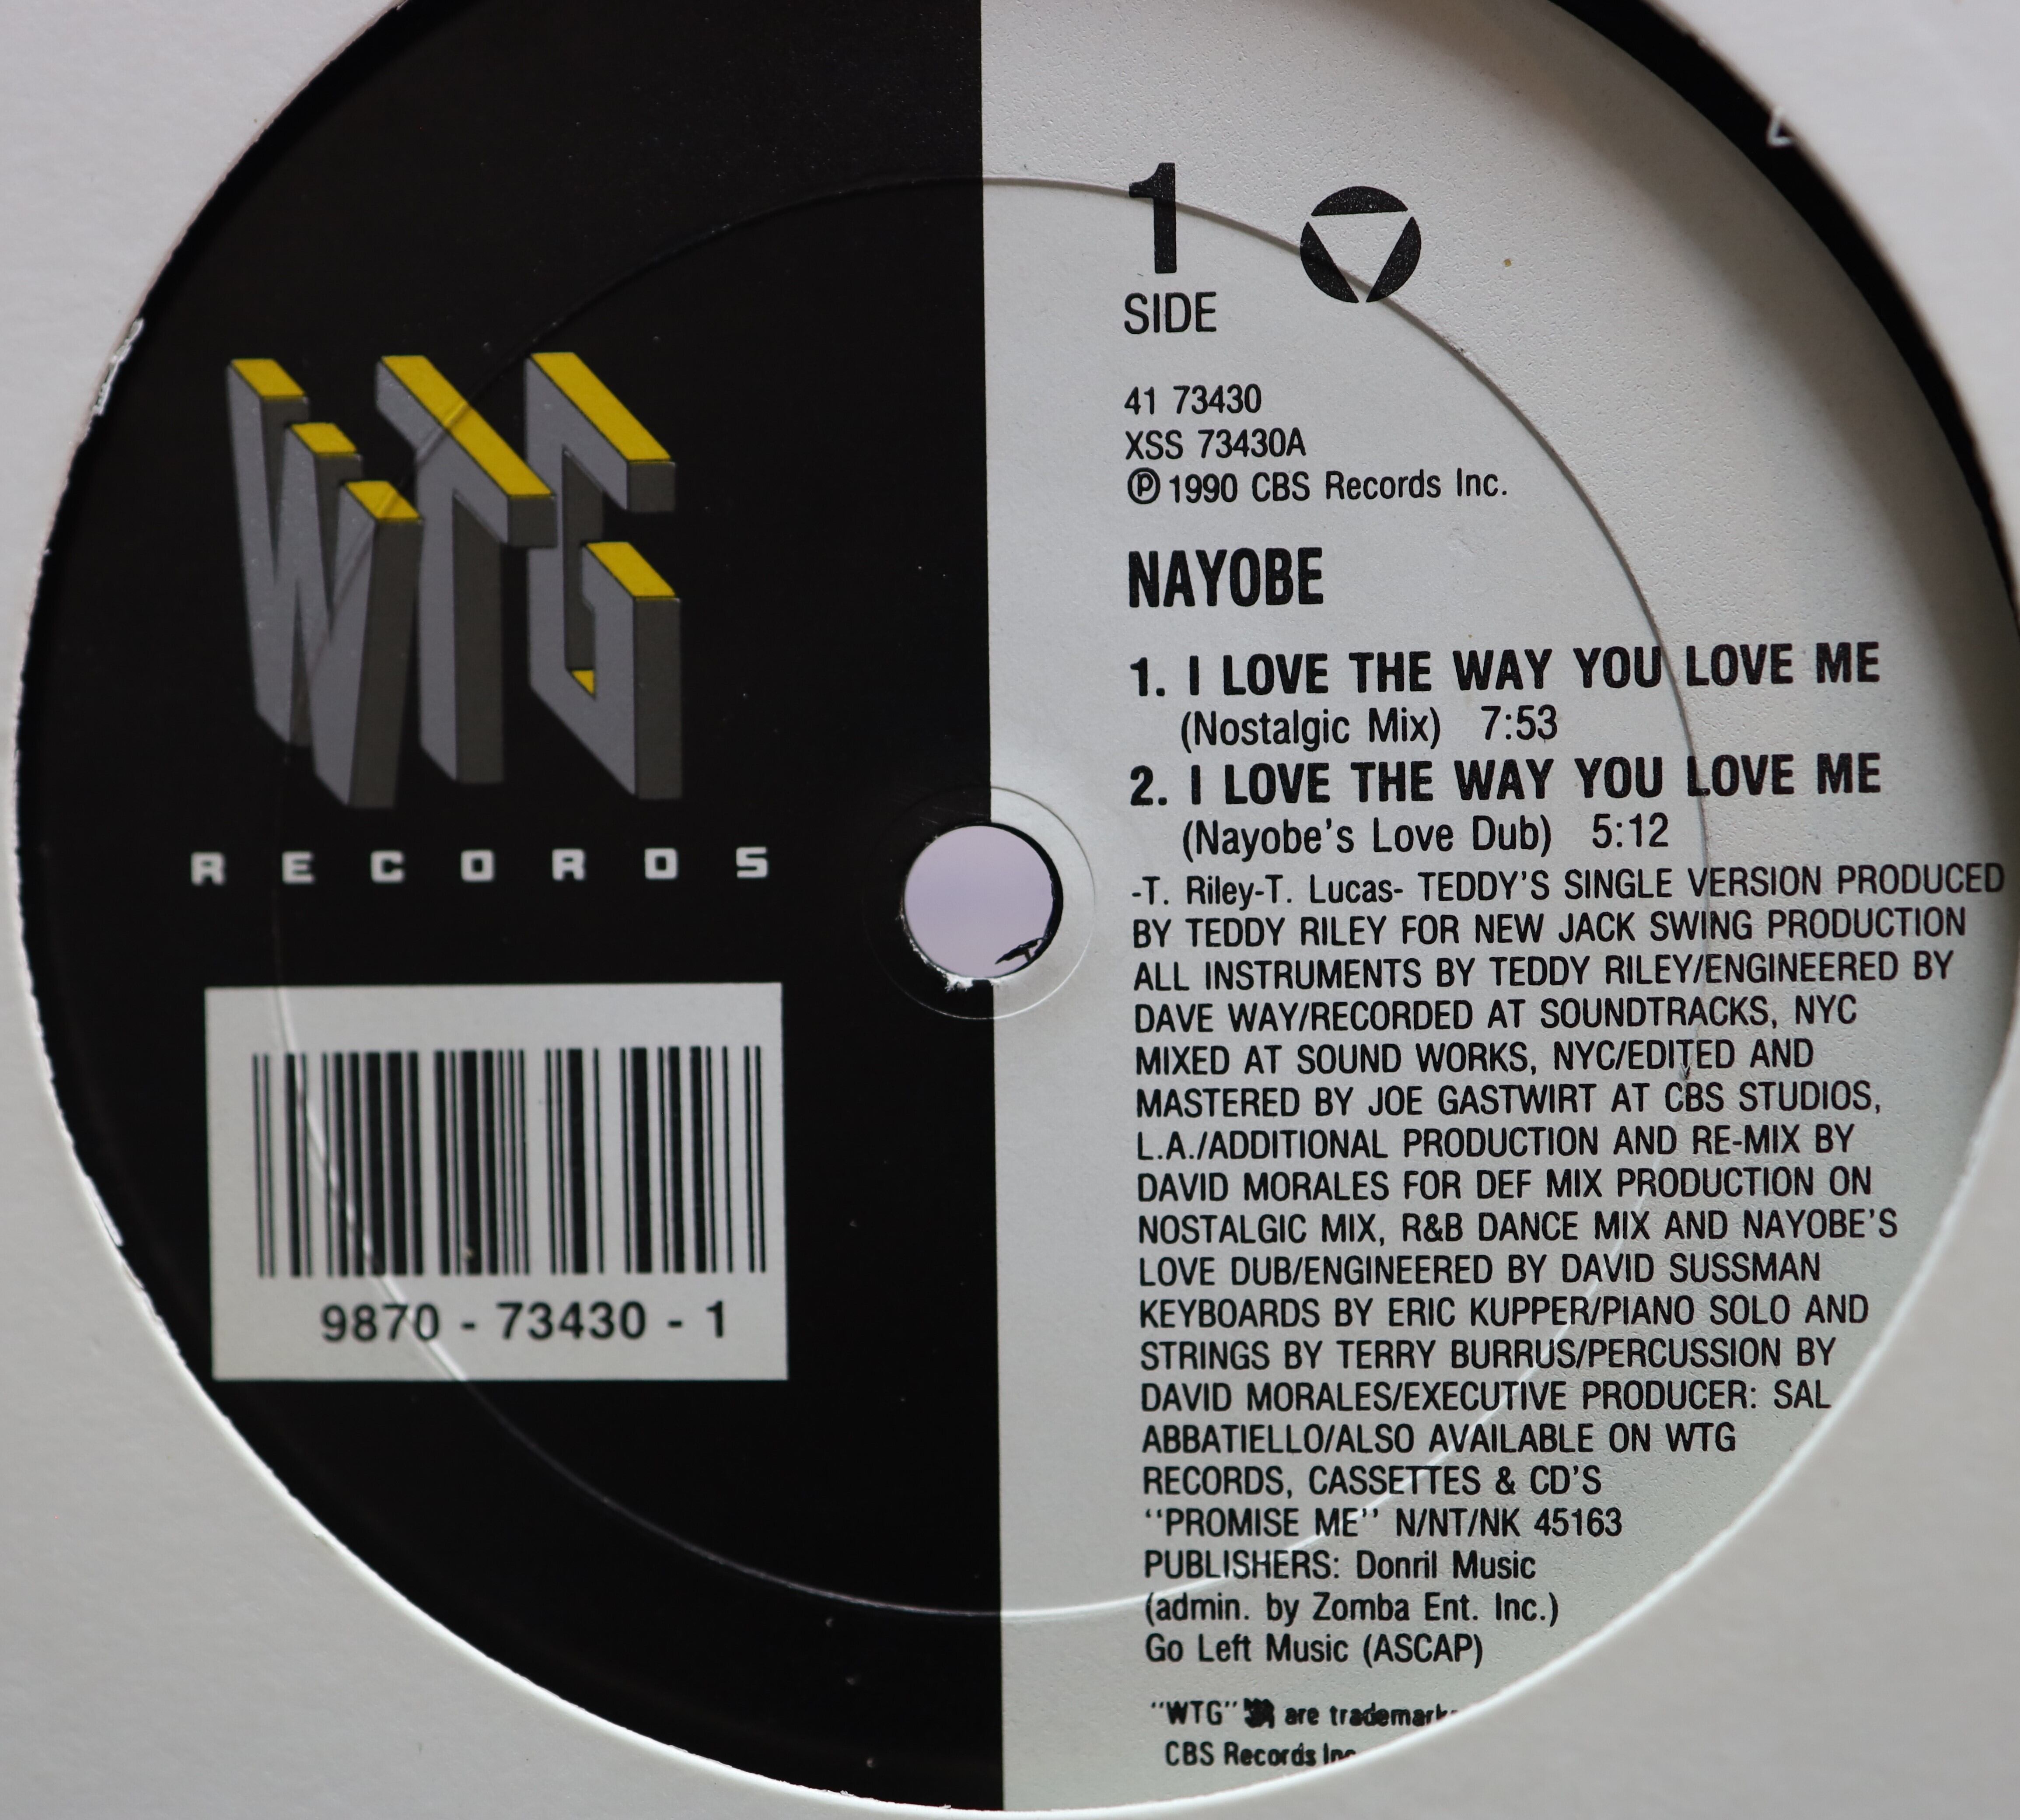 WTG
RECORDS
9870 - 73430 - 1
1
SIDE
41 73430
XSS 73430A
Ⓟ 1990 CBS Records Inc.
NAYOBE
1. I LOVE THE WAY YOU LOVE ME
(Nostalgic Mix) 7:53
2. I LOVE THE WAY YOU LOVE ME
(Nayobe's Love Dub) 5:12
-T. Riley-T. Lucas- TEDDY'S SINGLE VERSION PRODUCED
BY TEDDY RILEY FOR NEW JACK SWING PRODUCTION
ALL INSTRUMENTS BY TEDDY RILEY/ENGINEERED BY
DAVE WAY/RECORDED AT SOUNDTRACKS, NYC
MIXED AT SOUND WORKS, NYC/EDITED AND
MASTERED BY JOE GASTWIRT AT CBS STUDIOS,
L.A./ADDITIONAL PRODUCTION AND RE-MIX BY
DAVID MORALES FOR DEF MIX PRODUCTION ON
NOSTALGIC MIX, R&B DANCE MIX AND NAYOBE'S
LOVE DUB/ENGINEERED BY DAVID SUSSMAN
KEYBOARDS BY ERIC KUPPER/PIANO SOLO AND
STRINGS BY TERRY BURRUS/PERCUSSION BY
DAVID MORALES/EXECUTIVE PRODUCER: SAL
ABBATIELLO/ALSO AVAILABLE ON WTG
RECORDS, CASSETTES & CD'S
"PROMISE ME" N/NT/NK 45163
PUBLISHERS: Donril Music
(admin. by Zomba Ent. Inc.)
Go Left Music (ASCAP)
"WTG" are trademark
CBS Records Inc